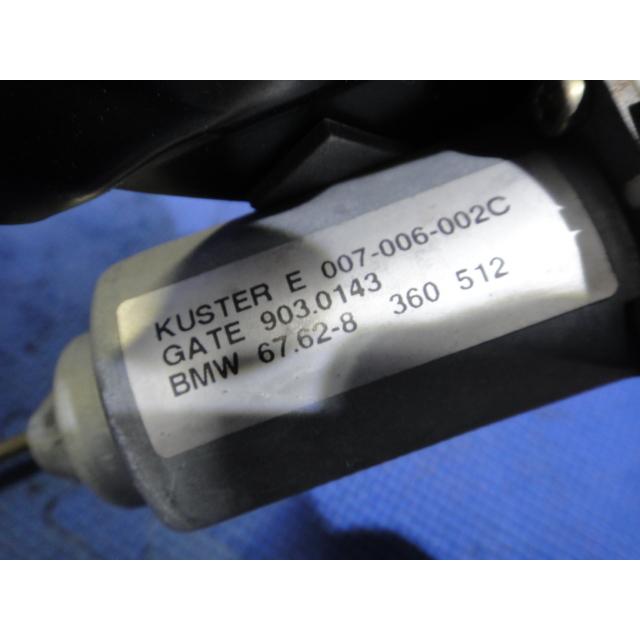 KUSTER E 007-006-002C
GATE 903.0143
BMW 67.62-8 360 512